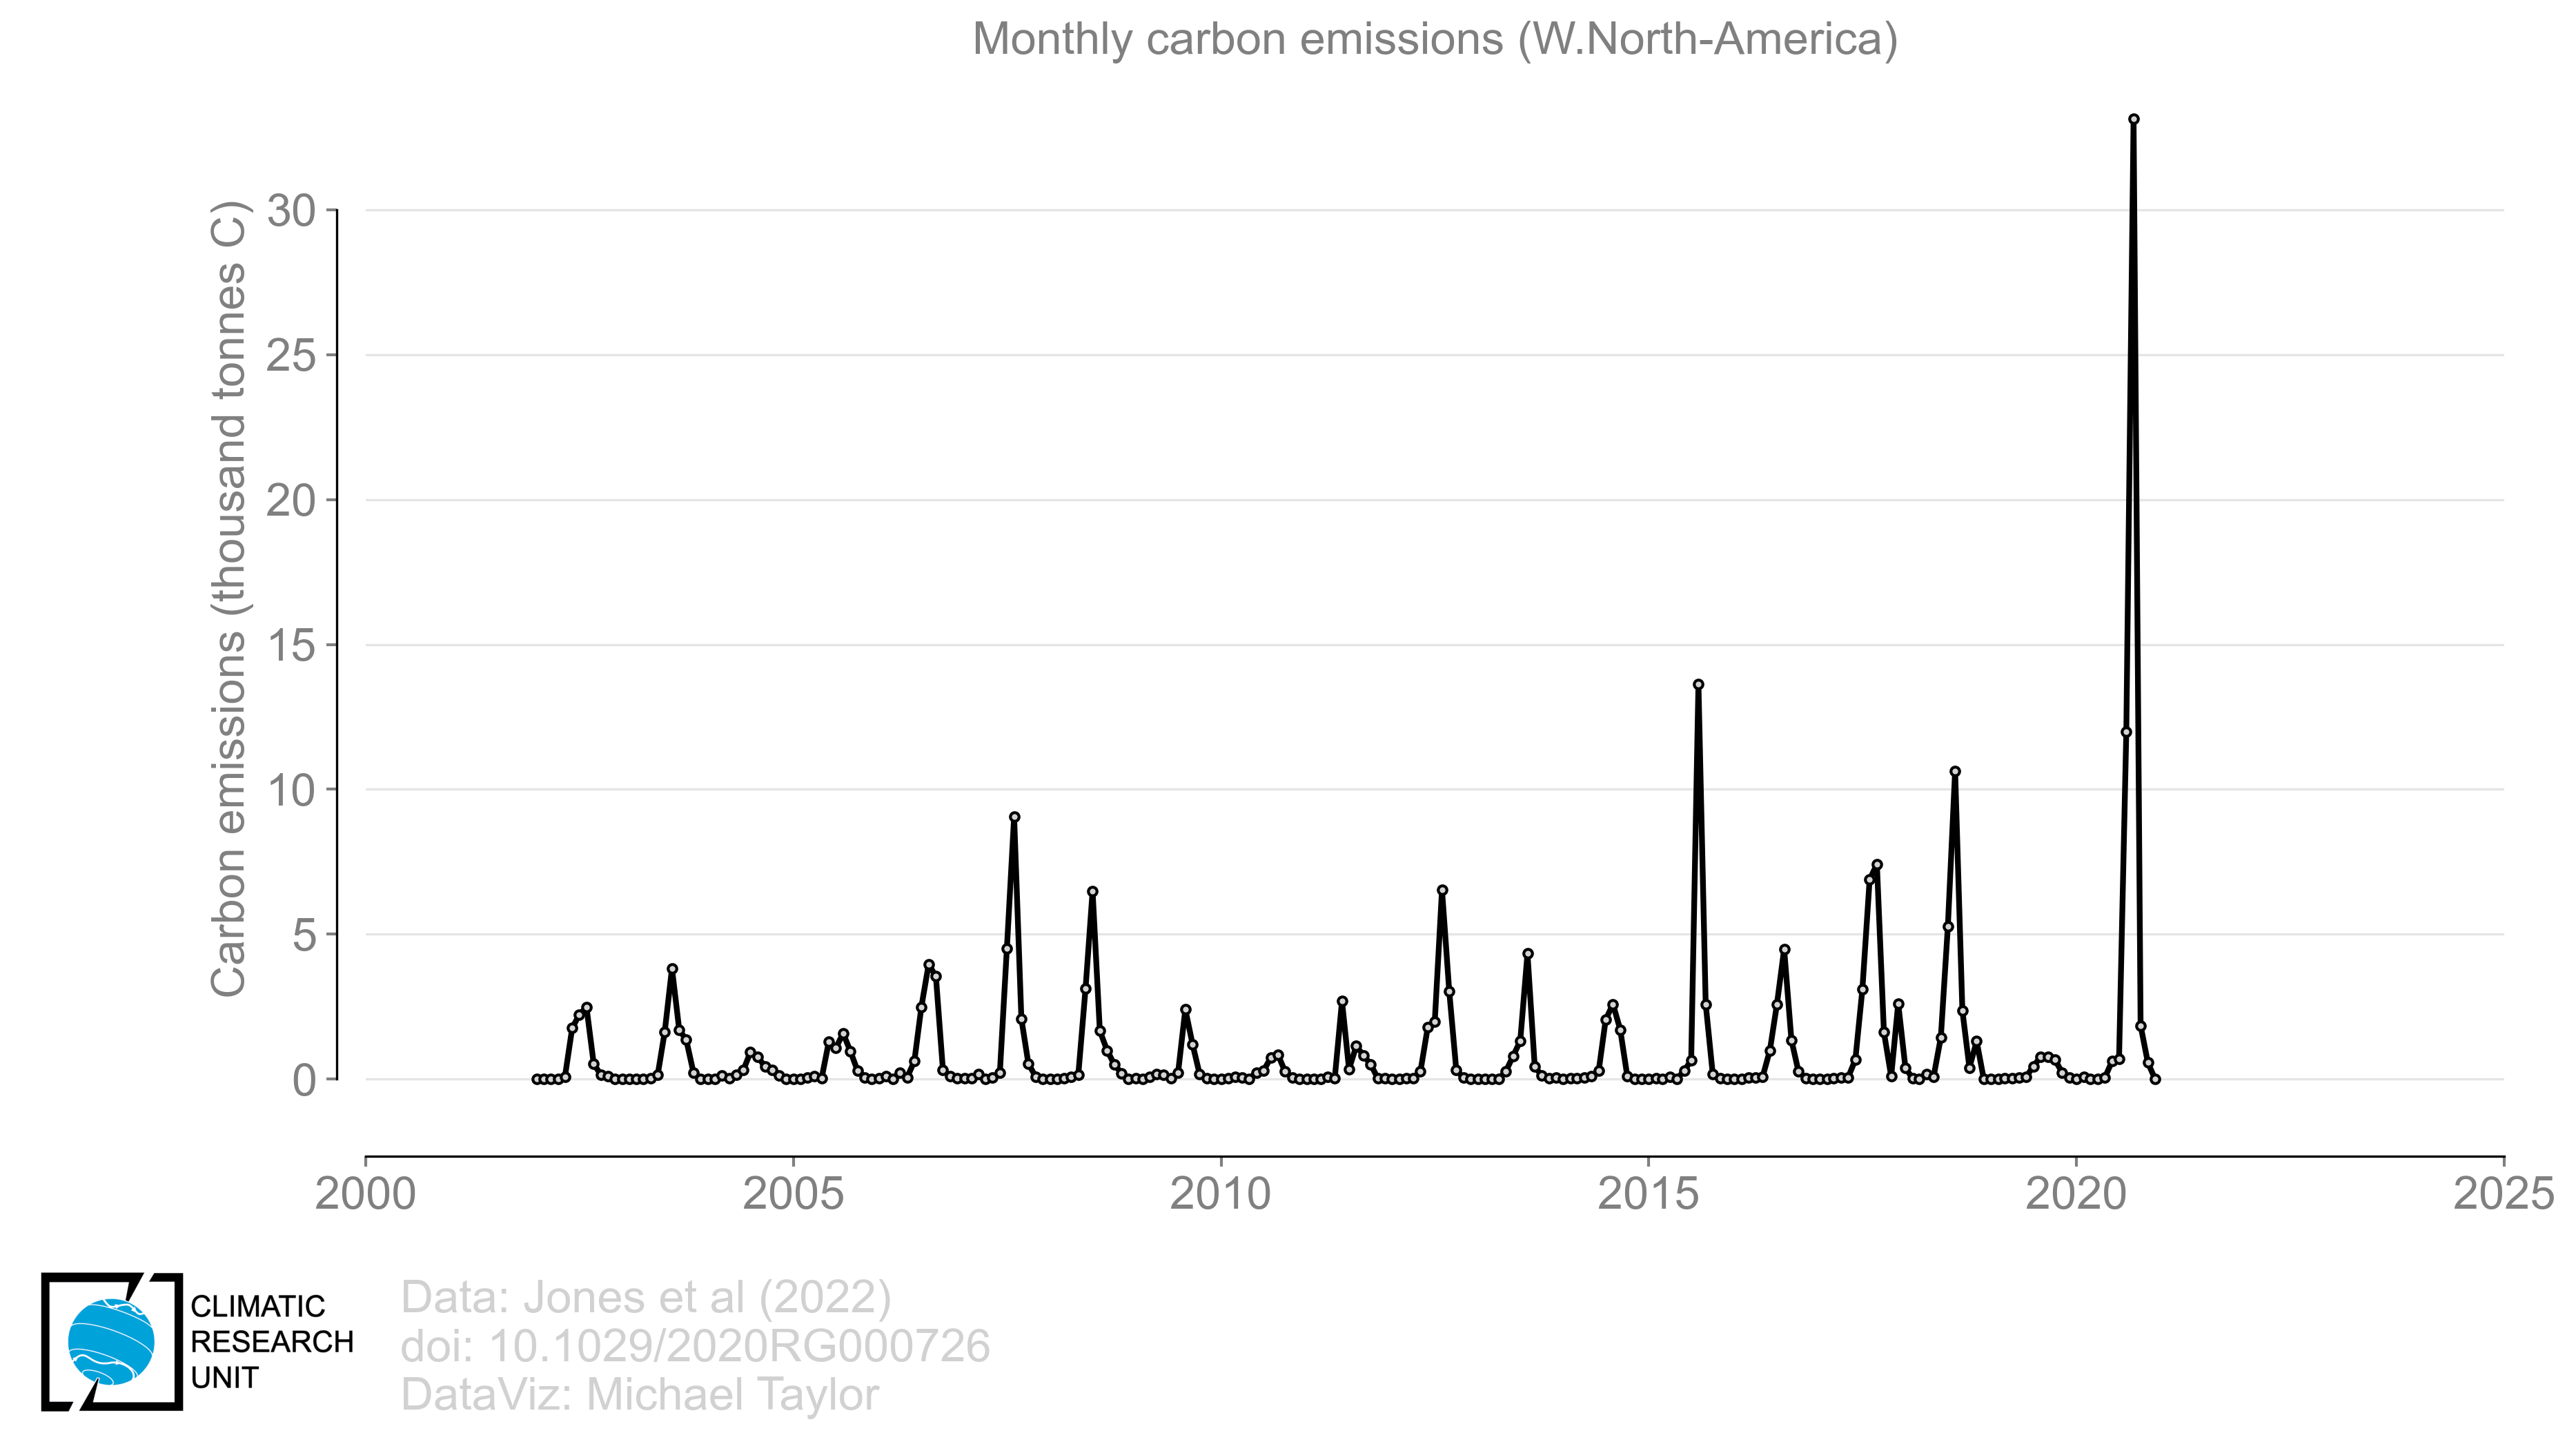 Monthly carbon emissions (W.North-America)
Carbon emissions (thousand tonnes C)
30
25
20
15
10
5
0
2000
2005
2010
2015
2020
2025
CLIMATIC
RESEARCH
UNIT
Data: Jones et al (2022)
doi: 10.1029/2020RG000726
DataViz: Michael Taylor